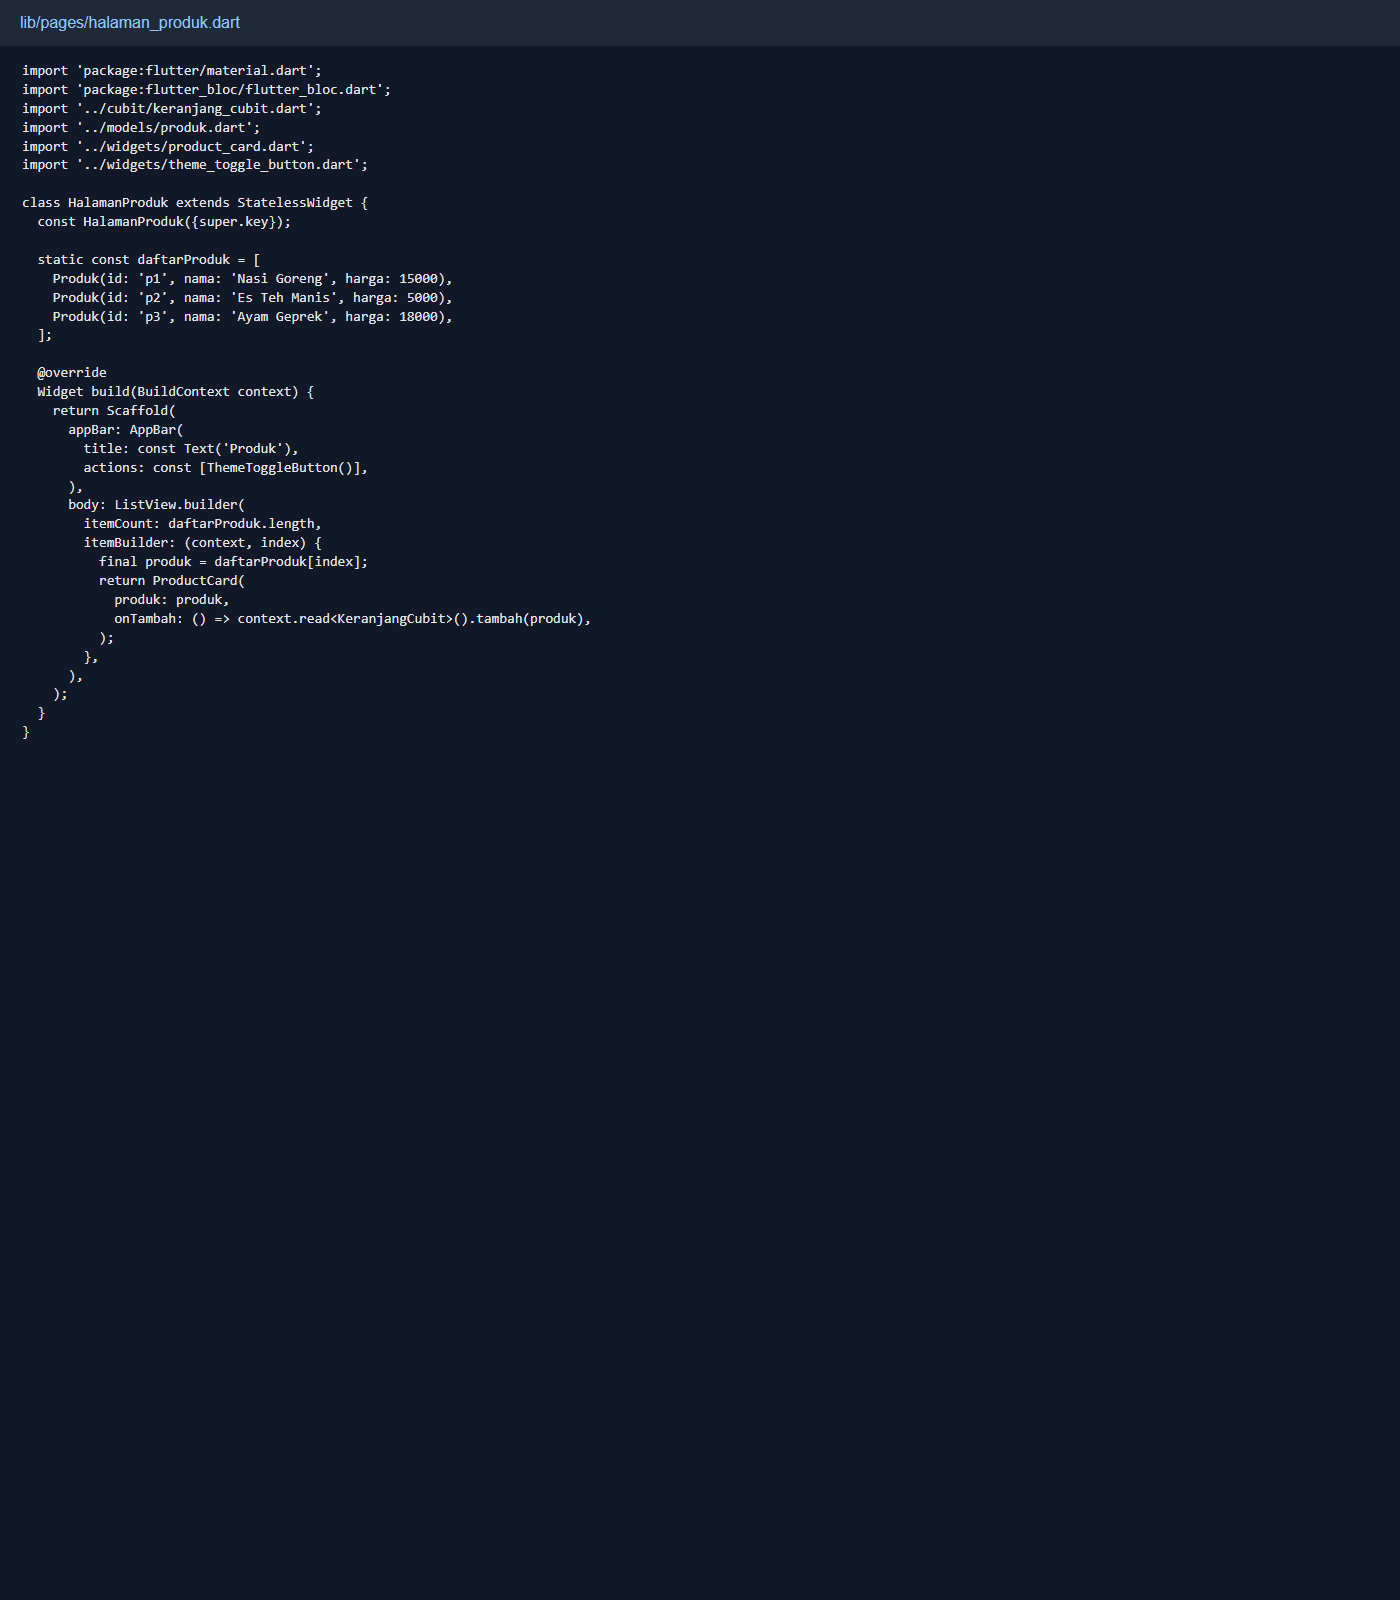 lib/pages/halaman_produk.dart
import 'package:flutter/material.dart';
import 'package:flutter_bloc/flutter_bloc.dart';
import '../cubit/keranjang_cubit.dart';
import '../models/produk.dart';
import '../widgets/product_card.dart';
import '../widgets/theme_toggle_button.dart';

class HalamanProduk extends StatelessWidget {
  const HalamanProduk({super.key});

  static const daftarProduk = [
    Produk(id: 'p1', nama: 'Nasi Goreng', harga: 15000),
    Produk(id: 'p2', nama: 'Es Teh Manis', harga: 5000),
    Produk(id: 'p3', nama: 'Ayam Geprek', harga: 18000),
  ];

  @override
  Widget build(BuildContext context) {
    return Scaffold(
      appBar: AppBar(
        title: const Text('Produk'),
        actions: const [ThemeToggleButton()],
      ),
      body: ListView.builder(
        itemCount: daftarProduk.length,
        itemBuilder: (context, index) {
          final produk = daftarProduk[index];
          return ProductCard(
            produk: produk,
            onTambah: () => context.read<KeranjangCubit>().tambah(produk),
          );
        },
      ),
    );
  }
}